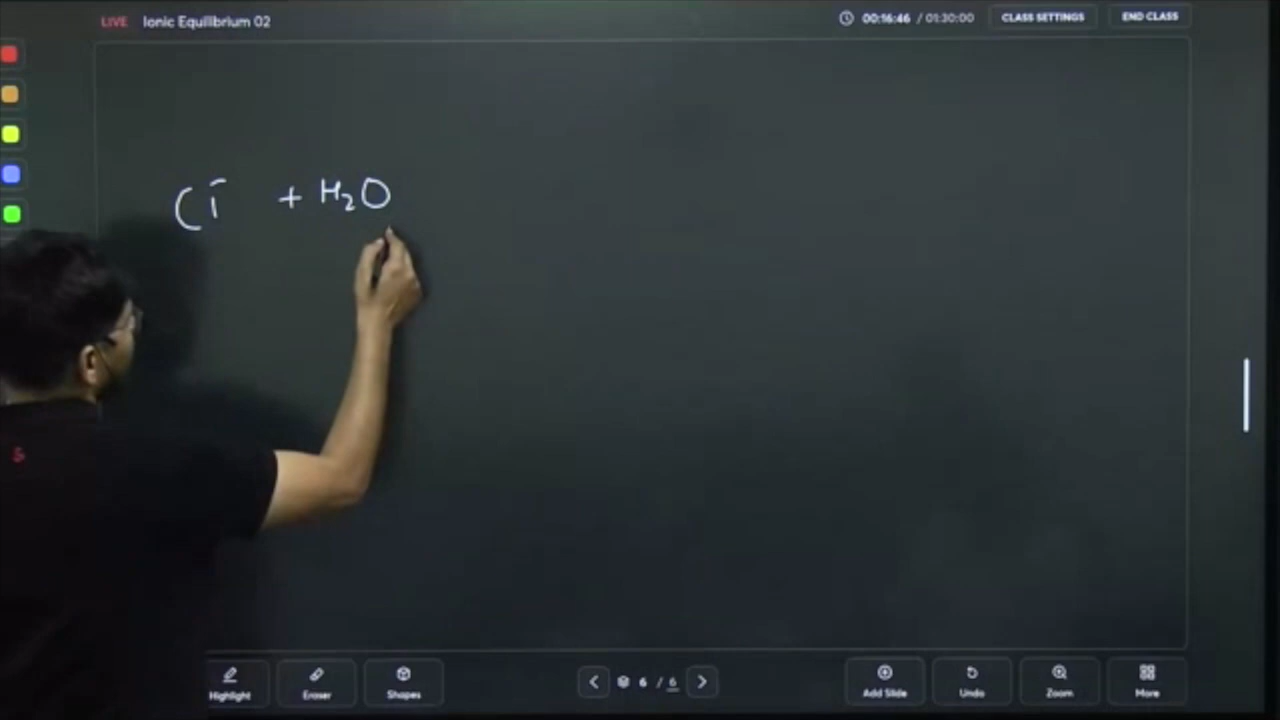 LIVE Ionic Equilibrium 02
00:16:46 / 01:30:00 CLASS SETTINGS END CLASS
Cl⁻ + H₂O
Highlight Eraser Shapes 6 / 6 Add Slide Undo Zoom More